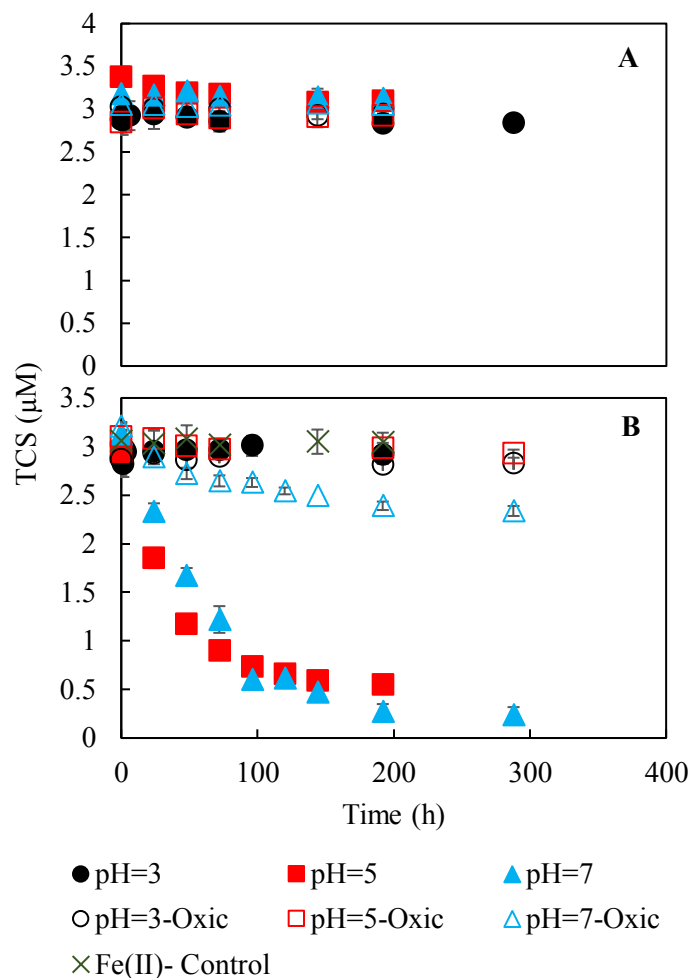 A
4
3.5
3
2.5
2
1.5
1
0.5
0
TCS (µM)
B
3.5
3
2.5
2
1.5
1
0.5
0
0 100 200 300 400
Time (h)
pH=3 pH=5 pH=7
pH=3-Oxic pH=5-Oxic pH=7-Oxic
Fe(II)- Control